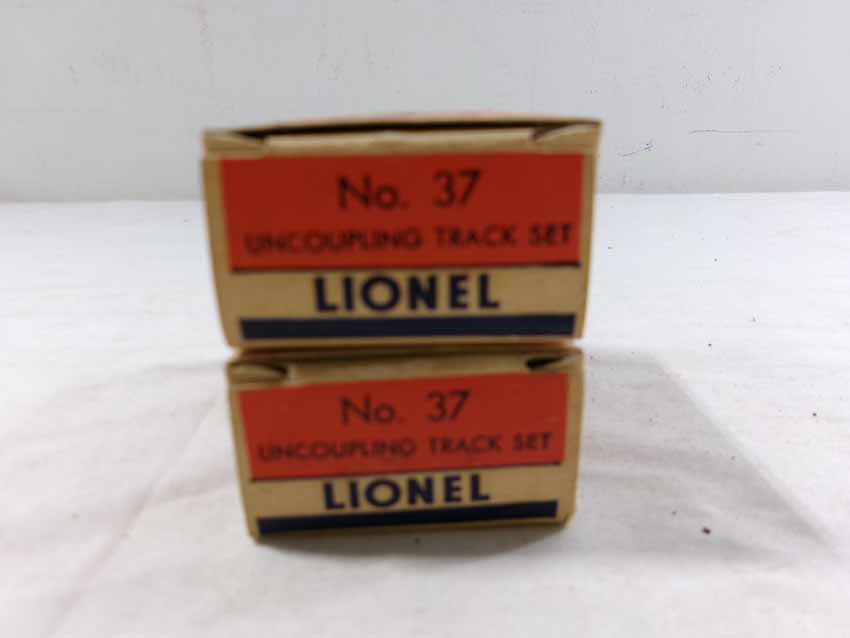 No. 37
UNCOUPLING TRACK SET
LIONEL
No. 37
UNCOUPLING TRACK SET
LIONEL